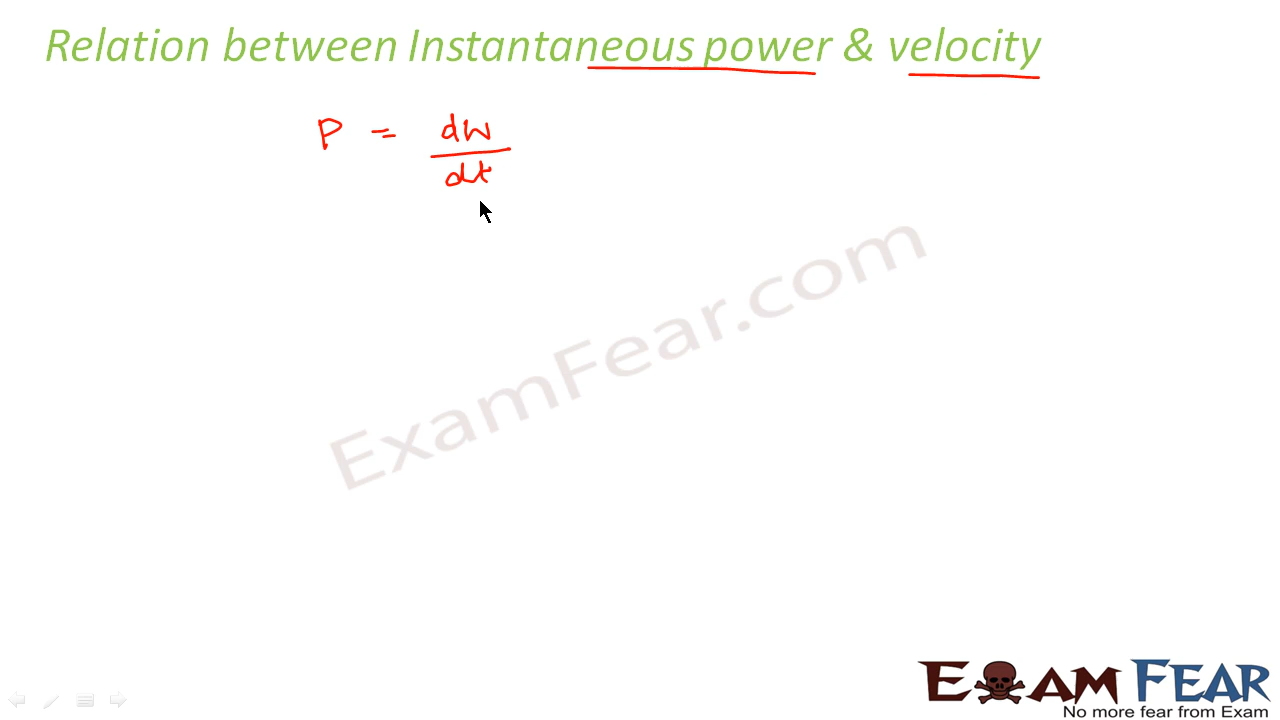 Relation between Instantaneous power & velocity
P = dW
dt
ExamFear.com
EXAM FEAR
No more fear from Exam